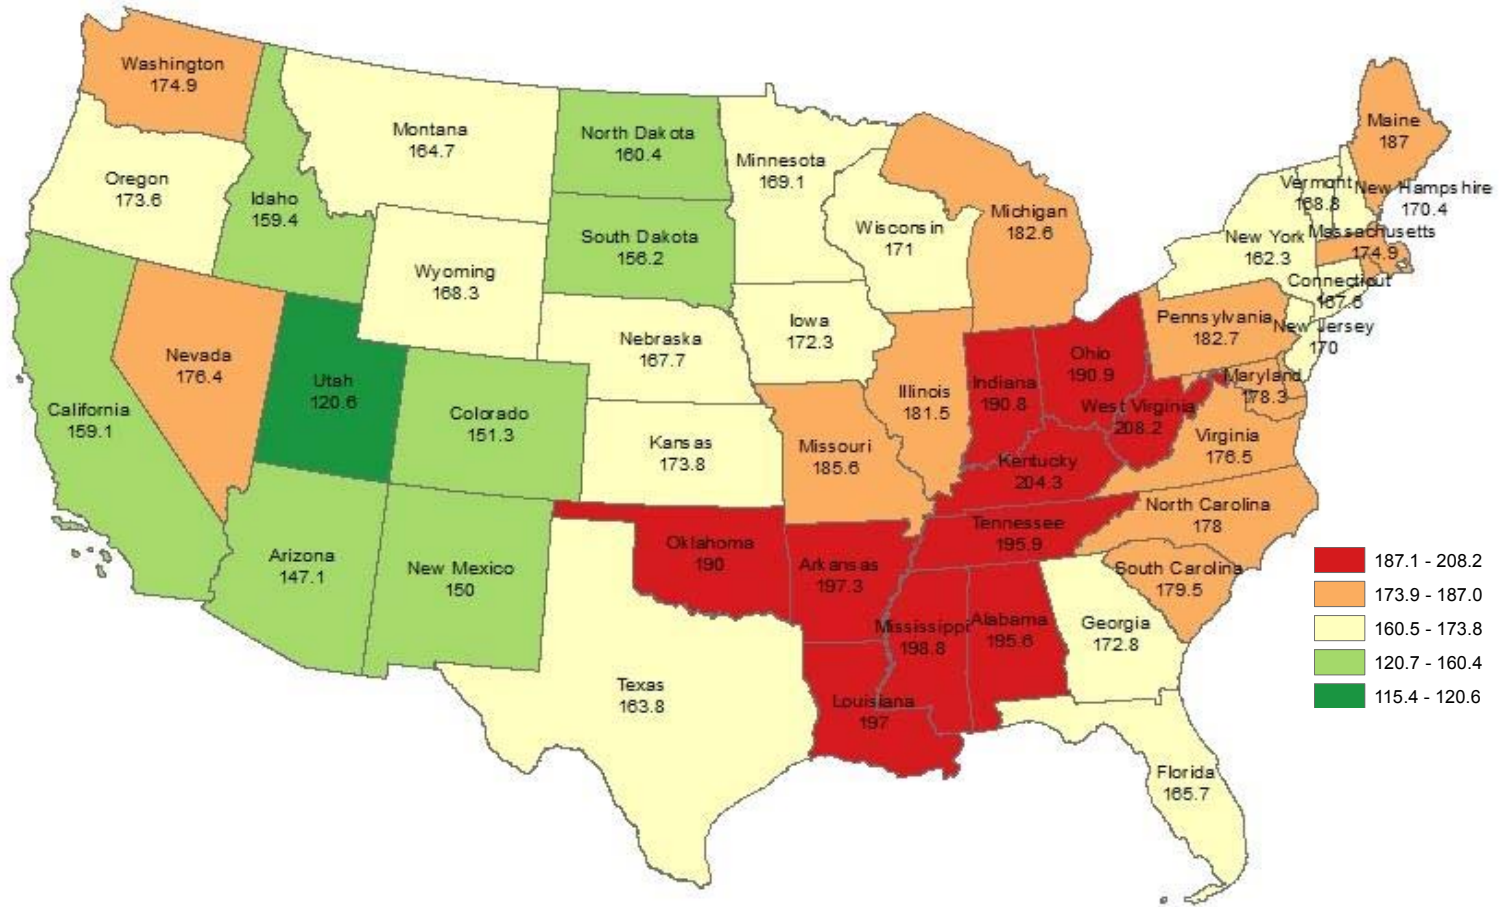 Washington
174.9
Oregon
173.6
Idaho
159.4
Montana
164.7
Wyoming
168.3
North Dakota
160.4
South Dakota
156.2
Nebraska
167.7
Kansas
173.8
Minnesota
169.1
Iowa
172.3
Wisconsin
171
Michigan
182.6
Maine
187
Vermont
168.8
New Hampshire
170.4
New York
162.3
Massachusetts
174.9
Connecticut
167.6
New Jersey
170
Pennsylvania
182.7
Maryland
178.3
California
159.1
Nevada
176.4
Utah
120.6
Colorado
151.3
Arizona
147.1
New Mexico
150
Missouri
185.6
Illinois
181.5
Indiana
190.8
Ohio
190.9
West Virginia
208.2
Virginia
176.5
Kentucky
204.3
Tennessee
195.9
North Carolina
178
South Carolina
179.5
Oklahoma
190
Arkansas
197.3
Mississippi
198.8
Alabama
195.6
Georgia
172.8
Texas
163.8
Louisiana
197
Florida
165.7
187.1 - 208.2
173.9 - 187.0
160.5 - 173.8
120.7 - 160.4
115.4 - 120.6